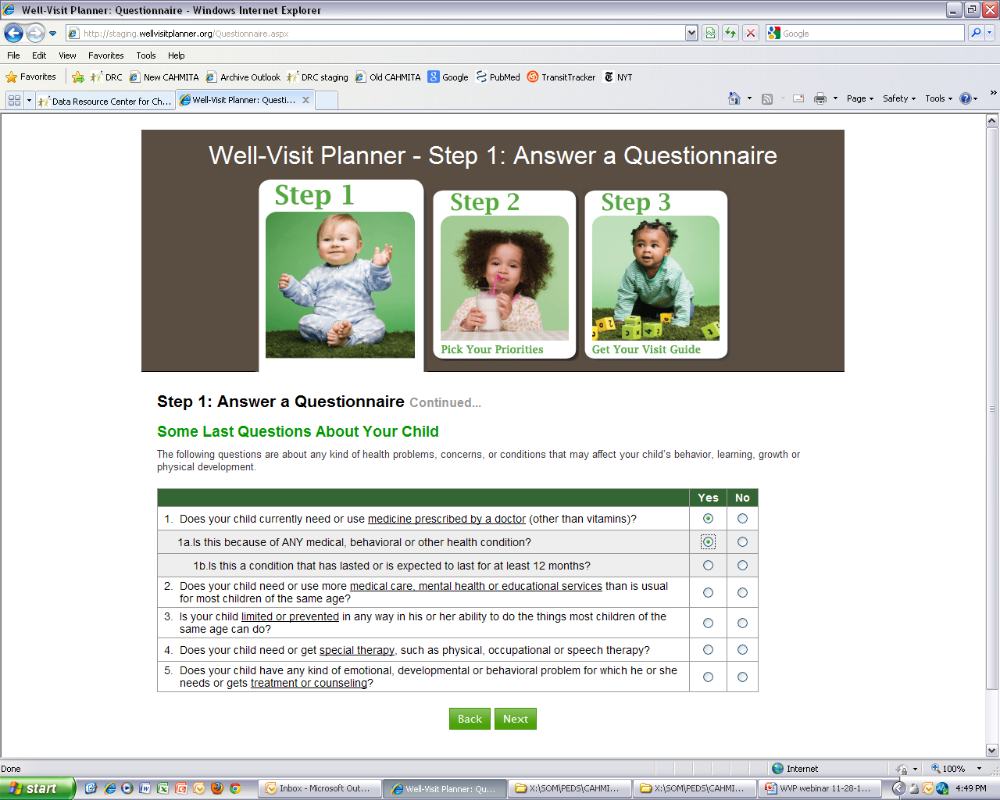 Well-Visit Planner: Questionnaire - Windows Internet Explorer
http://staging.wellvisitplanner.org/Questionnaire.aspx
Google
File Edit View Favorites Tools Help
Favorites DRC New CAHMITA Archive Outlook DRC staging Old CAHMITA Google PubMed TransitTracker NYT
Data Resource Center for Ch... Well-Visit Planner: Questi... Page Safety Tools
Well-Visit Planner - Step 1: Answer a Questionnaire
Step 1
Step 2
Step 3
Pick Your Priorities
Get Your Visit Guide
Step 1: Answer a Questionnaire Continued...
Some Last Questions About Your Child
The following questions are about any kind of health problems, concerns, or conditions that may affect your child's behavior, learning, growth or
physical development.
Yes No
1. Does your child currently need or use medicine prescribed by a doctor (other than vitamins)?
1a.Is this because of ANY medical, behavioral or other health condition?
1b.Is this a condition that has lasted or is expected to last for at least 12 months?
2. Does your child need or use more medical care, mental health or educational services than is usual
for most children of the same age?
3. Is your child limited or prevented in any way in his or her ability to do the things most children of the
same age can do?
4. Does your child need or get special therapy, such as physical, occupational or speech therapy?
5. Does your child have any kind of emotional, developmental or behavioral problem for which he or she
needs or gets treatment or counseling?
Back Next
Done Internet 100%
start Inbox - Microsoft Out... Well-Visit Planner: Qu... X:\SOM\PEDS\CAHMI... X:\SOM\PEDS\CAHMI... WVP webinar 11-28-1... 4:49 PM